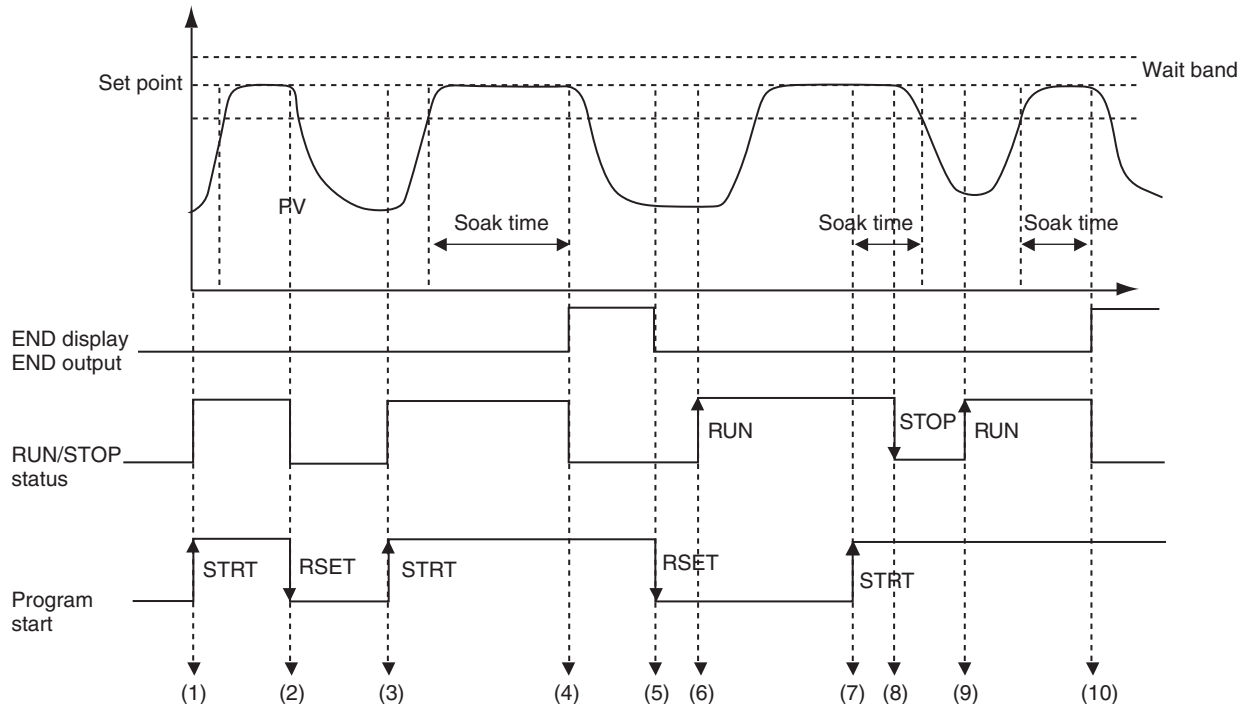 Set point
Wait band
PV
Soak time
Soak time
Soak time
END display
END output
RUN/STOP
status
RUN
STOP
RUN
Program
start
STRT
RSET
STRT
RSET
STRT
(1)
(2)
(3)
(4)
(5)
(6)
(7)
(8)
(9)
(10)